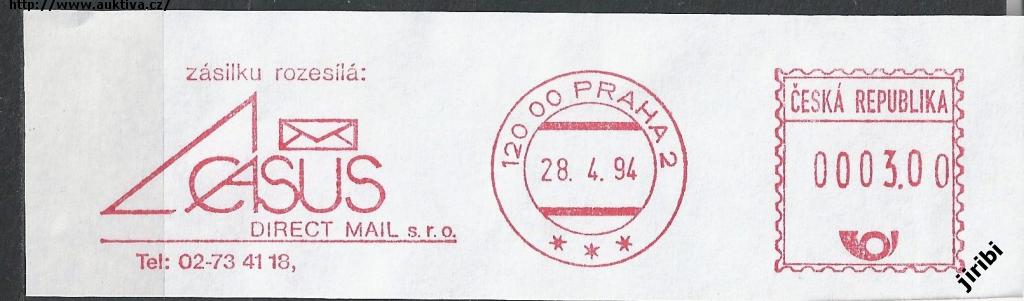 http://www.auktiva.cz/
zásilku rozesílá:
CASUS
DIRECT MAIL s.r.o.
Tel: 02-73 41 18,
120 00 PRAHA 2
28. 4. 94
* * *
ČESKÁ REPUBLIKA
0003.00
jiribi